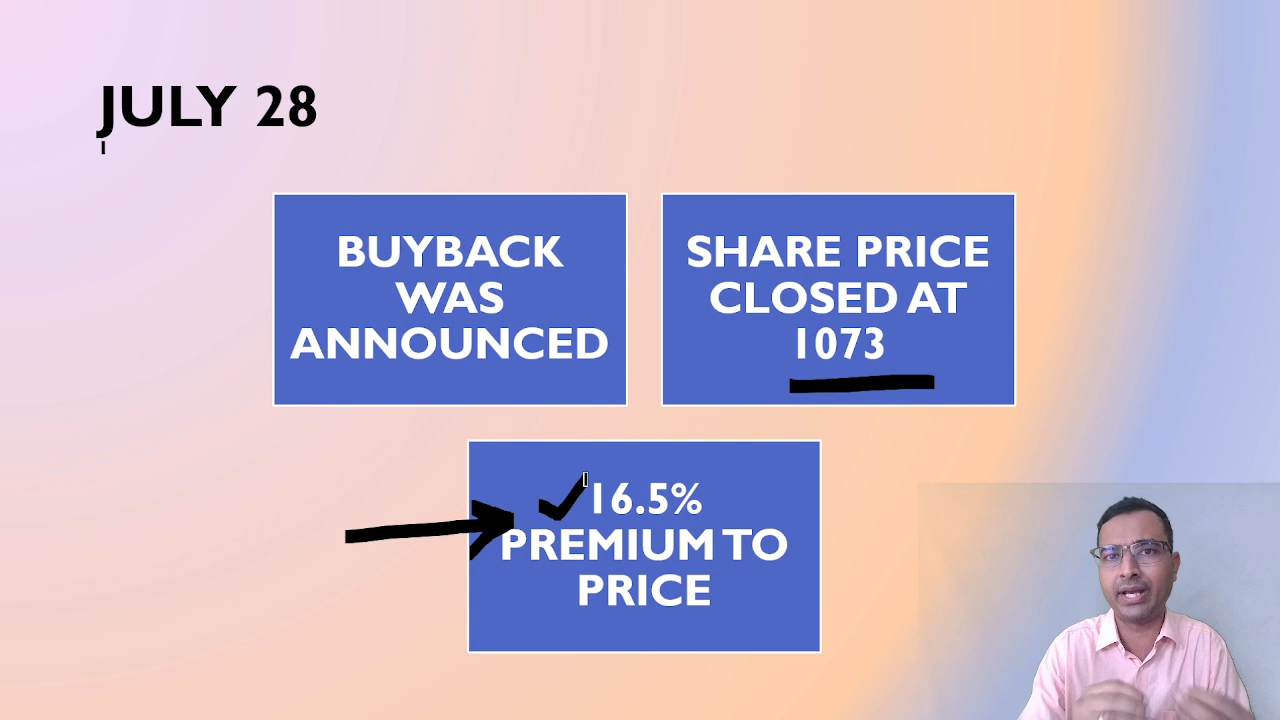 JULY 28
BUYBACK
WAS
ANNOUNCED
SHARE PRICE
CLOSED AT
1073
16.5%
PREMIUM TO
PRICE